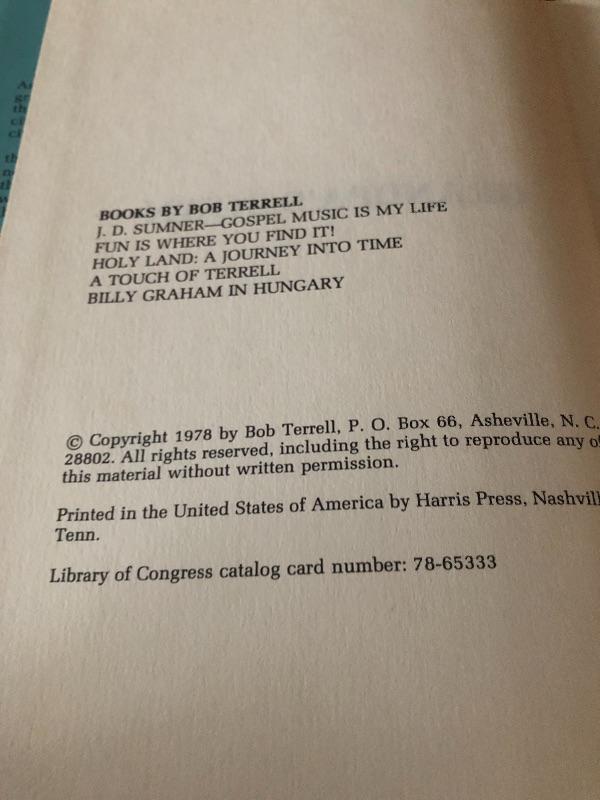 BOOKS BY BOB TERRELL
J. D. SUMNER—GOSPEL MUSIC IS MY LIFE
FUN IS WHERE YOU FIND IT!
HOLY LAND: A JOURNEY INTO TIME
A TOUCH OF TERRELL
BILLY GRAHAM IN HUNGARY
© Copyright 1978 by Bob Terrell, P. O. Box 66, Asheville, N. C.
28802. All rights reserved, including the right to reproduce any of
this material without written permission.
Printed in the United States of America by Harris Press, Nashvill
Tenn.
Library of Congress catalog card number: 78-65333